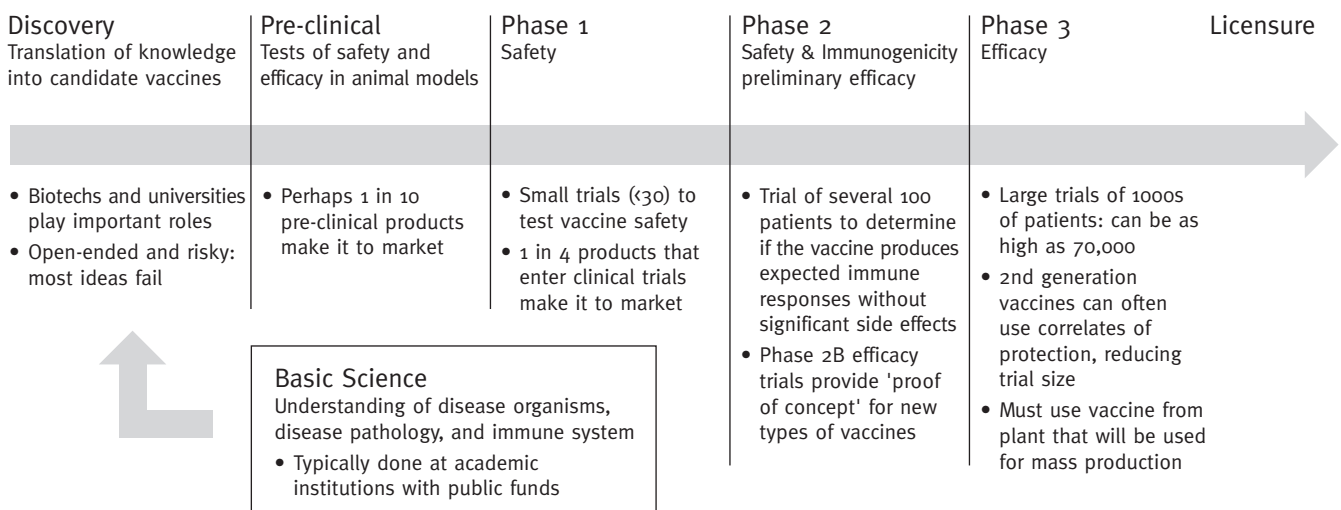 Discovery
Translation of knowledge
into candidate vaccines
• Biotechs and universities
play important roles
• Open-ended and risky:
most ideas fail
Pre-clinical
Tests of safety and
efficacy in animal models
• Perhaps 1 in 10
pre-clinical products
make it to market
Phase 1
Safety
• Small trials (<30) to
test vaccine safety
• 1 in 4 products that
enter clinical trials
make it to market
Phase 2
Safety & Immunogenicity
preliminary efficacy
• Trial of several 100
patients to determine
if the vaccine produces
expected immune
responses without
significant side effects
• Phase 2B efficacy
trials provide 'proof
of concept' for new
types of vaccines
Phase 3
Efficacy
• Large trials of 1000s
of patients: can be as
high as 70,000
• 2nd generation
vaccines can often
use correlates of
protection, reducing
trial size
• Must use vaccine from
plant that will be used
for mass production
Licensure
Basic Science
Understanding of disease organisms,
disease pathology, and immune system
• Typically done at academic
institutions with public funds